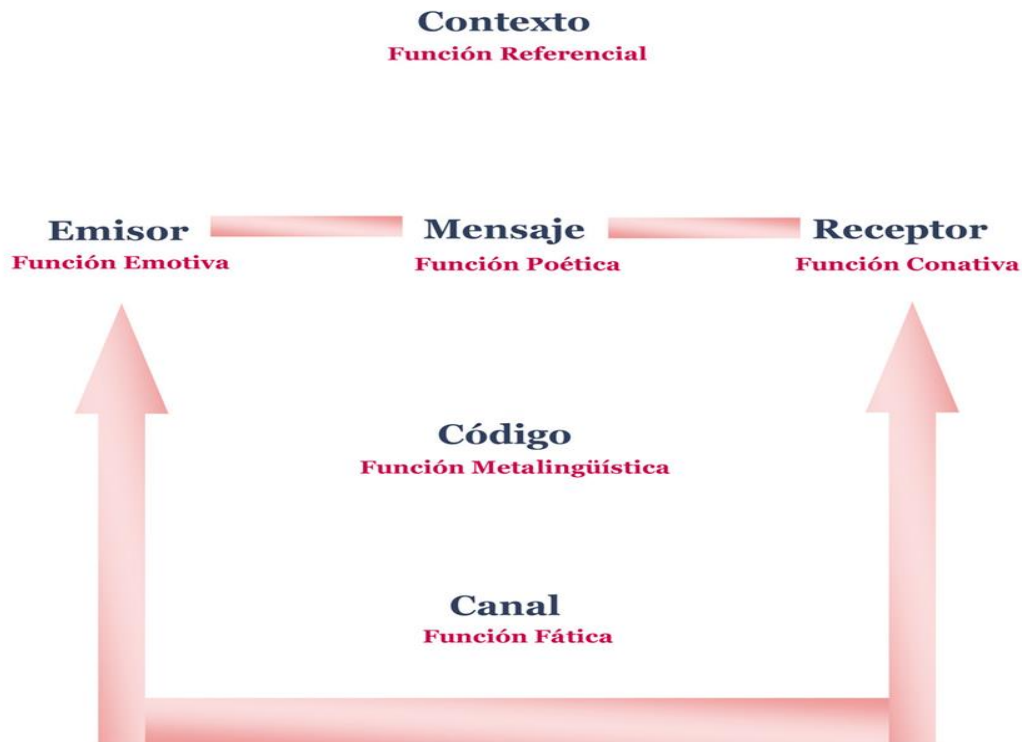 Contexto
Función Referencial
Emisor
Función Emotiva
Mensaje
Función Poética
Receptor
Función Conativa
Código
Función Metalingüística
Canal
Función Fática